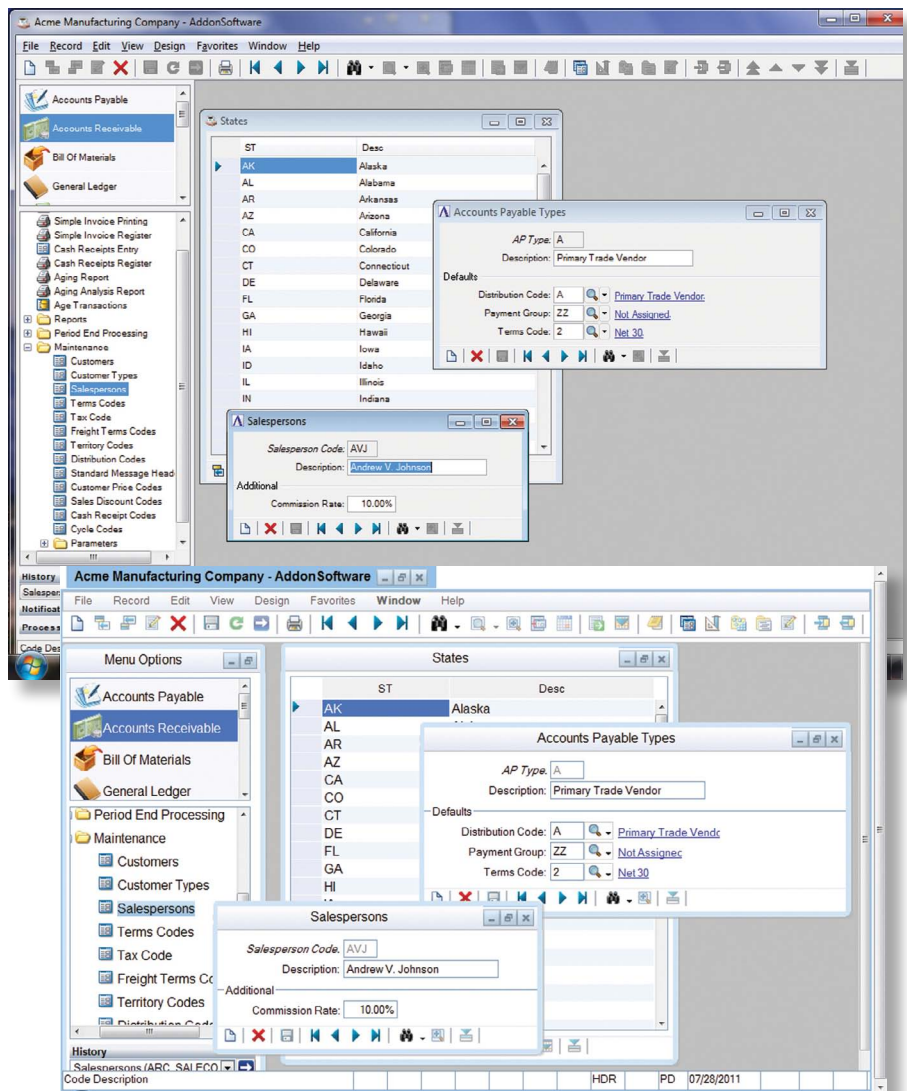 Acme Manufacturing Company - AddonSoftware
File Record Edit View Design Favorites Window Help
Accounts Payable
Accounts Receivable
Bill Of Materials
General Ledger
Simple Invoice Printing
Simple Invoice Register
Cash Receipts Entry
Cash Receipts Register
Aging Report
Aging Analysis Report
Age Transactions
Reports
Period End Processing
Maintenance
Customers
Customer Types
Salespersons
Terms Codes
Tax Code
Freight Terms Codes
Territory Codes
Distribution Codes
Standard Message Head
Customer Price Codes
Sales Discount Codes
Cash Receipt Codes
Cycle Codes
Parameters
History
Salesper
Notificat
Process
Code Des
States
ST Desc
AK Alaska
AL Alabama
AR Arkansas
AZ Arizona
CA California
CO Colorado
CT Connecticut
DE Delaware
FL Florida
GA Georgia
HI Hawaii
IA Iowa
ID Idaho
IL Illinois
IN Indiana
Accounts Payable Types
AP Type: A
Description: Primary Trade Vendor
Defaults
Distribution Code: A Primary Trade Vendor
Payment Group: ZZ Not Assigned
Terms Code: 2 Net 30
Salespersons
Salesperson Code: AVJ
Description: Andrew V. Johnson
Additional
Commission Rate: 10.00%
Acme Manufacturing Company - AddonSoftware
File Record Edit View Design Favorites Window Help
Menu Options
Accounts Payable
Accounts Receivable
Bill Of Materials
General Ledger
Period End Processing
Maintenance
Customers
Customer Types
Salespersons
Terms Codes
Tax Code
Freight Terms Co
Territory Codes
Distribution Code
History
Salespersons (ARC_SALECO
Code Description
HDR PD 07/28/2011
States
ST Desc
AK Alaska
AL
AR
AZ
CA
CO
CT
DE
FL
GA
HI
Accounts Payable Types
AP Type. A
Description: Primary Trade Vendor
Defaults
Distribution Code: A Primary Trade Vendc
Payment Group: ZZ Not Assignec
Terms Code: 2 Net 30
Salespersons
Salesperson Code. AVJ
Description: Andrew V. Johnson
Additional
Commission Rate: 10.00%